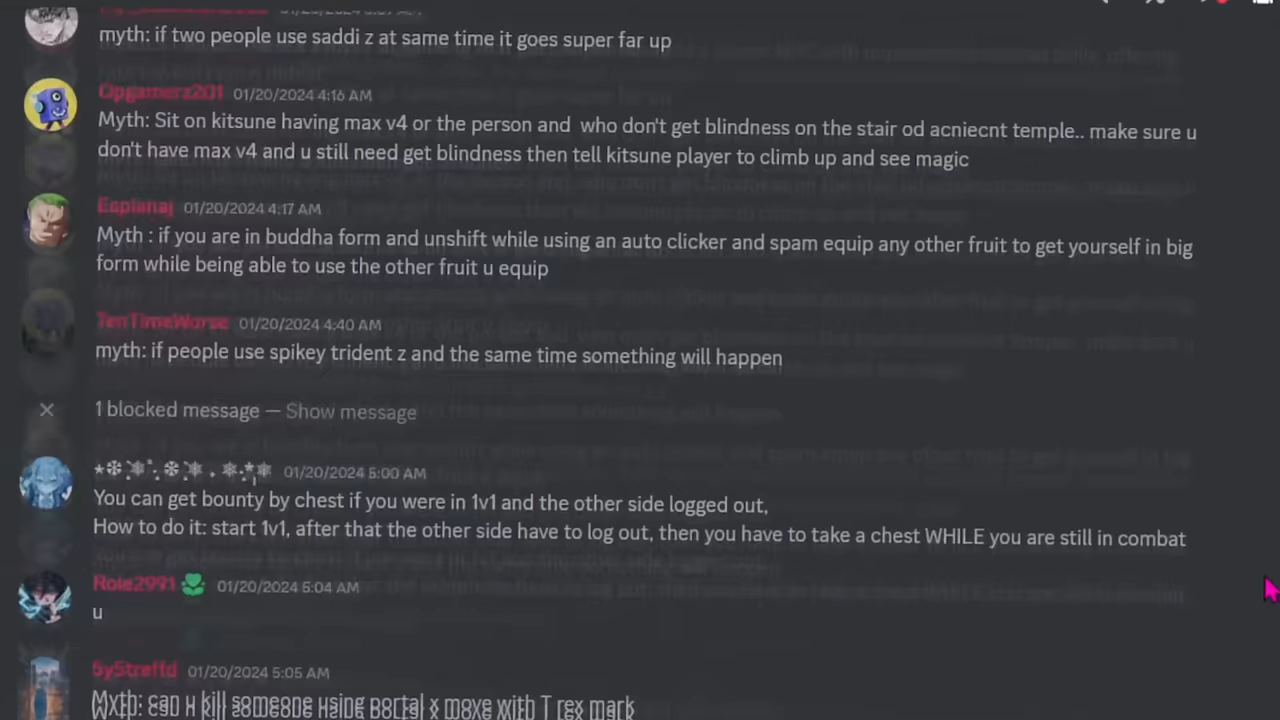 myth: if two people use saddi z at same time it goes super far up
Opgamerz201 01/20/2024 4:16 AM
Myth: Sit on kitsune having max v4 or the person and who don't get blindness on the stair od acniecnt temple.. make sure u
don't have max v4 and u still need get blindness then tell kitsune player to climb up and see magic
Espianaj 01/20/2024 4:17 AM
Myth : if you are in buddha form and unshift while using an auto clicker and spam equip any other fruit to get yourself in big
form while being able to use the other fruit u equip
TenTimeWorse 01/20/2024 4:40 AM
myth: if people use spikey trident z and the same time something will happen
1 blocked message — Show message
01/20/2024 5:00 AM
You can get bounty by chest if you were in 1v1 and the other side logged out,
How to do it: start 1v1, after that the other side have to log out, then you have to take a chest WHILE you are still in combat
Role2991 01/20/2024 5:04 AM
u
6y5treffd 01/20/2024 5:05 AM
Myth: can u kill someone using portal x move with T rex mark